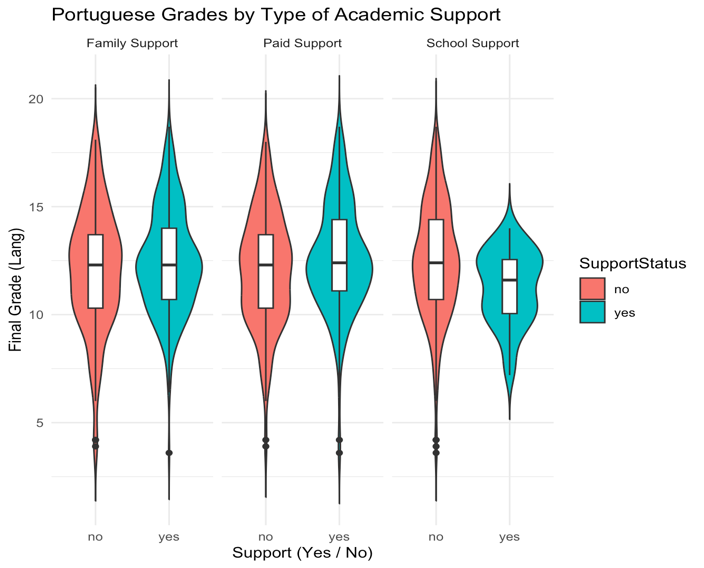 Portuguese Grades by Type of Academic Support
Family Support
Paid Support
School Support
20
15
10
5
Final Grade (Lang)
no
yes
no
yes
no
yes
Support (Yes / No)
SupportStatus
no
yes